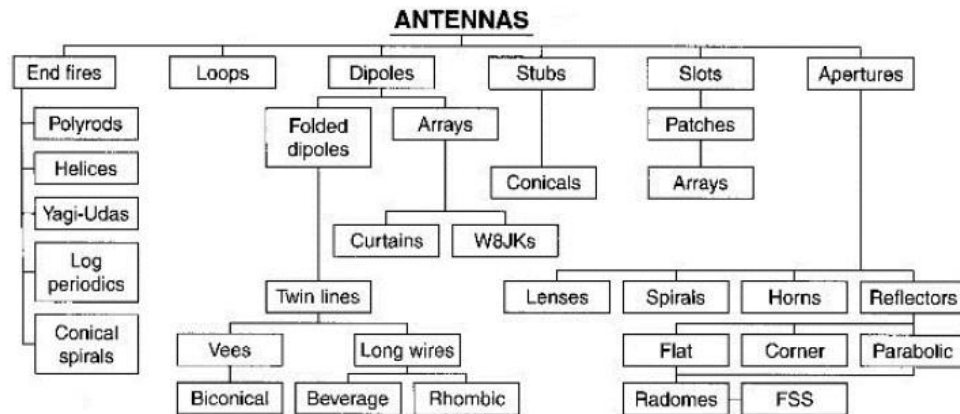 ANTENNAS
End fires
Loops
Dipoles
Stubs
Slots
Apertures
Polyrods
Helices
Yagi-Udas
Log
periodics
Conical
spirals
Folded
dipoles
Arrays
Conicals
Patches
Arrays
Curtains
W8JKs
Twin lines
Lenses
Spirals
Horns
Reflectors
Vees
Long wires
Flat
Corner
Parabolic
Biconical
Beverage
Rhombic
Radomes
FSS